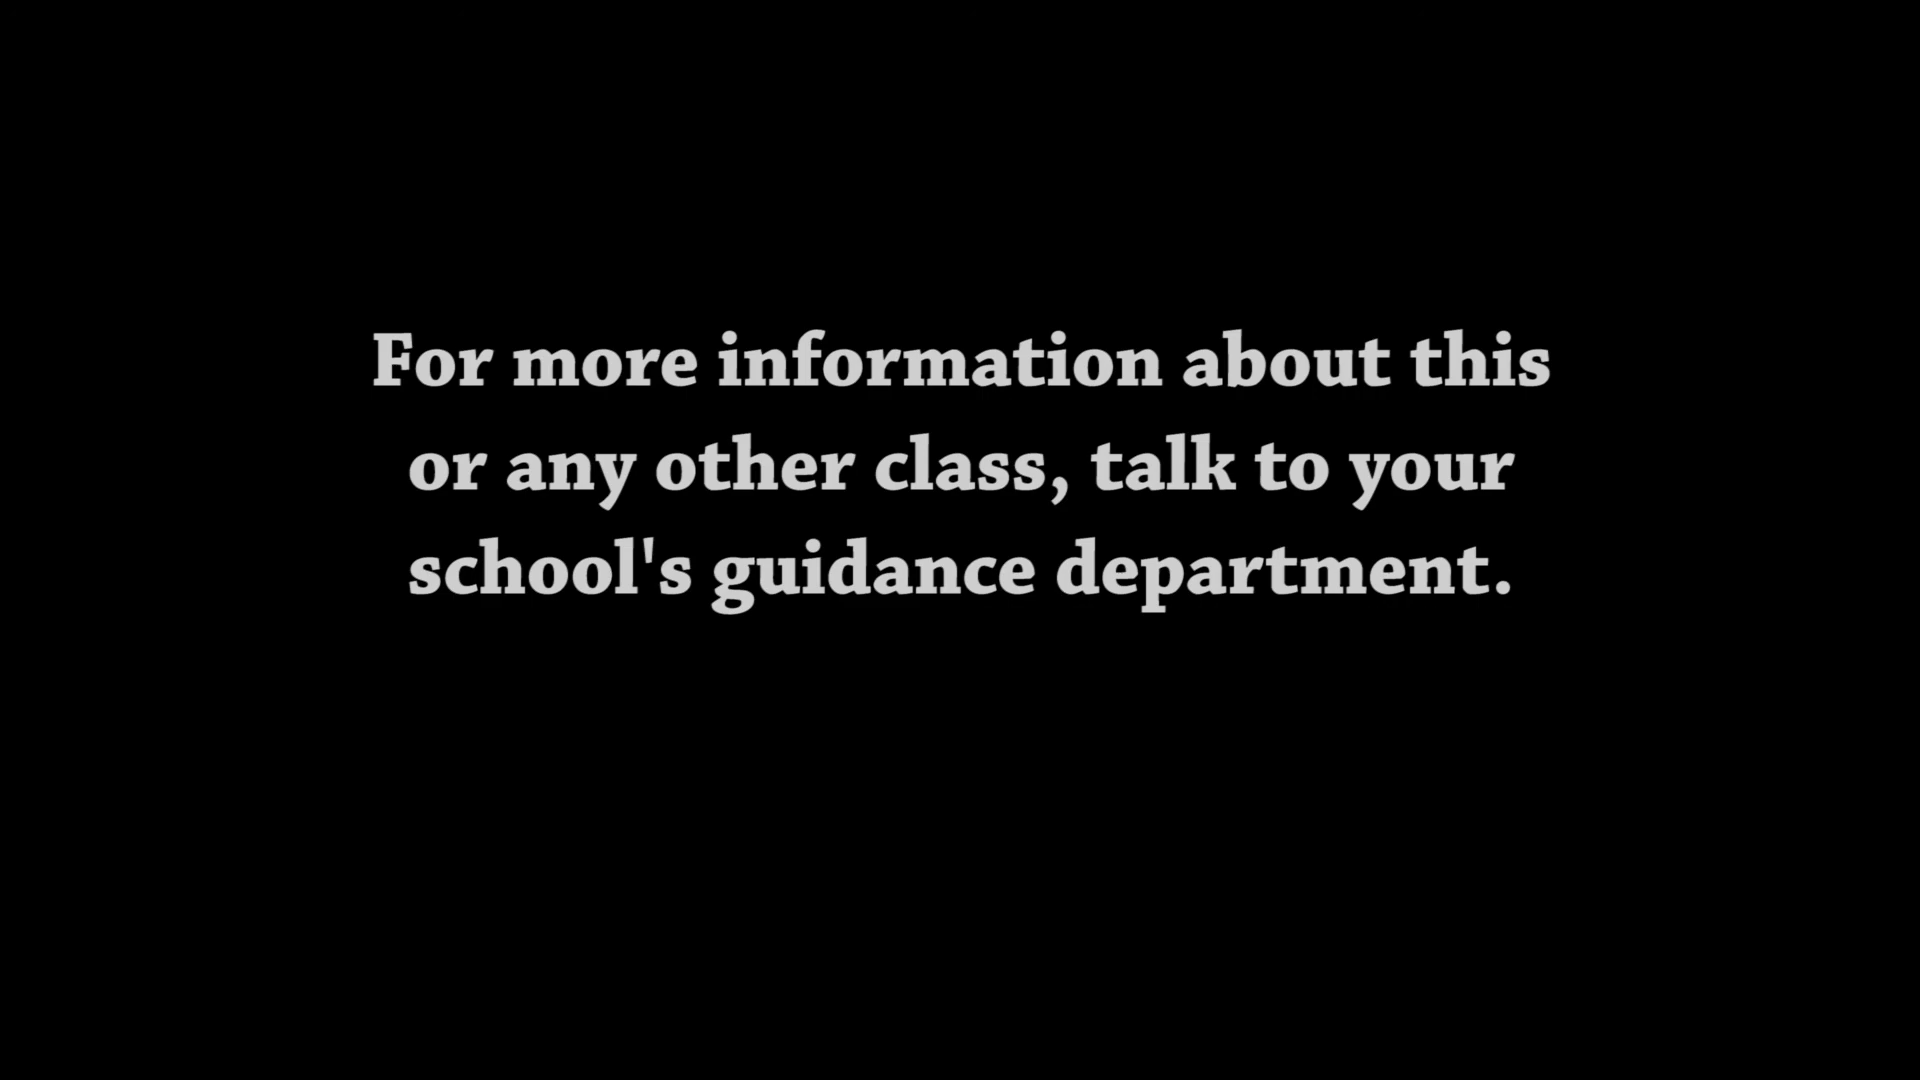 For more information about this
or any other class, talk to your
school's guidance department.